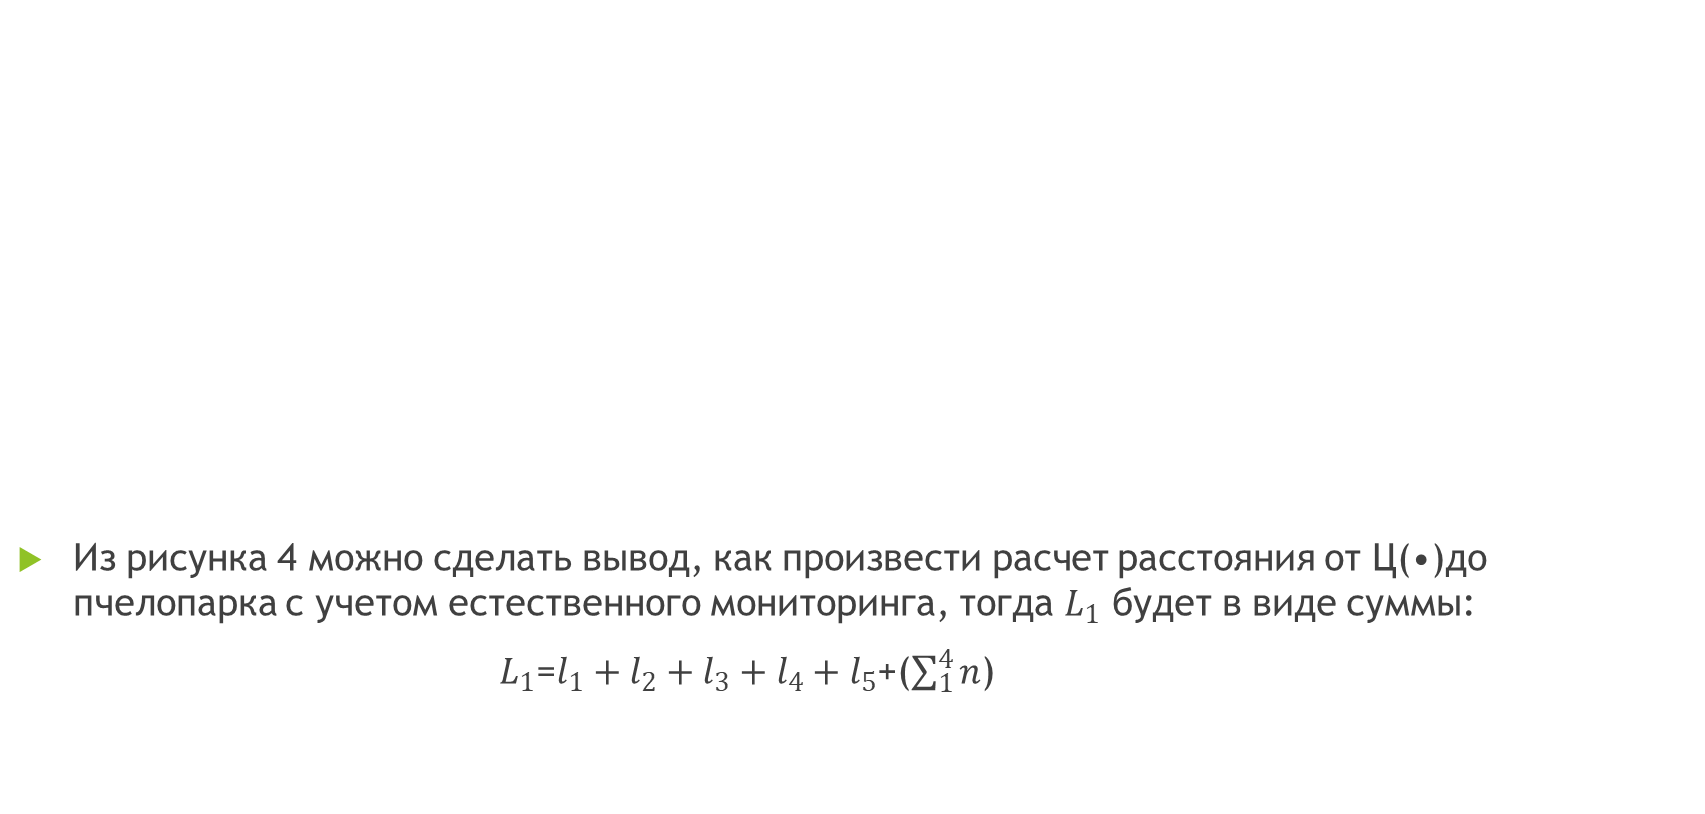 Из рисунка 4 можно сделать вывод, как произвести расчет расстояния от Ц(•)до
пчелопарка с учетом естественного мониторинга, тогда 𝐿₁ будет в виде суммы:
𝐿₁=𝑙₁ + 𝑙₂ + 𝑙₃ + 𝑙₄ + 𝑙₅+(∑₁⁴ 𝑛)